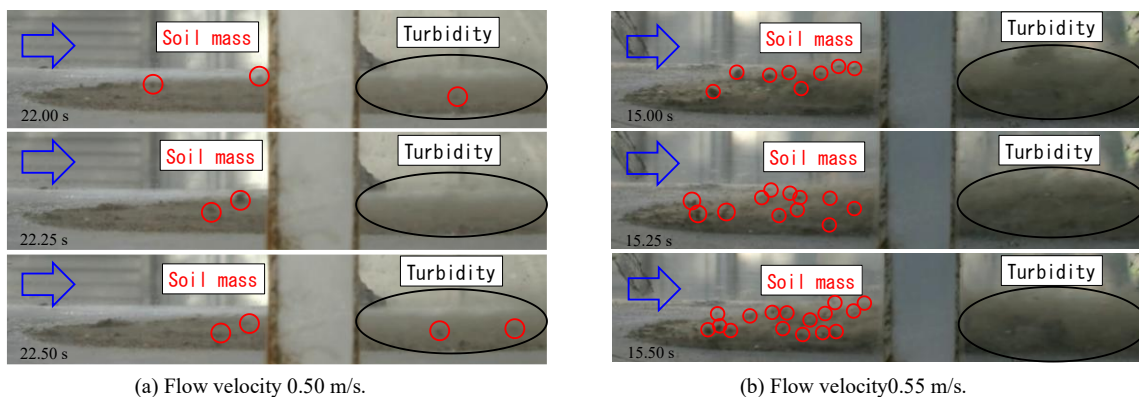 Soil mass
Turbidity
22.00 s
Soil mass
Turbidity
22.25 s
Soil mass
Turbidity
22.50 s
(a) Flow velocity 0.50 m/s.
Soil mass
Turbidity
15.00 s
Soil mass
Turbidity
15.25 s
Soil mass
Turbidity
15.50 s
(b) Flow velocity0.55 m/s.